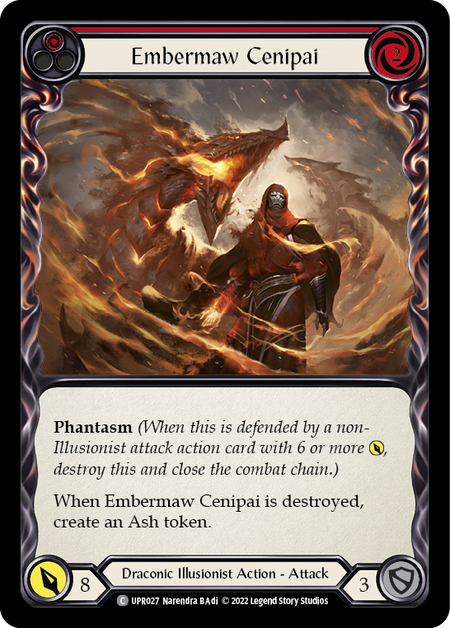 Embermaw Cenipai
2
Phantasm (When this is defended by a non-
Illusionist attack action card with 6 or more ,
destroy this and close the combat chain.)
When Embermaw Cenipai is destroyed,
create an Ash token.
8
Draconic Illusionist Action - Attack
3
C UPR027 Narendra B Adi © 2022 Legend Story Studios